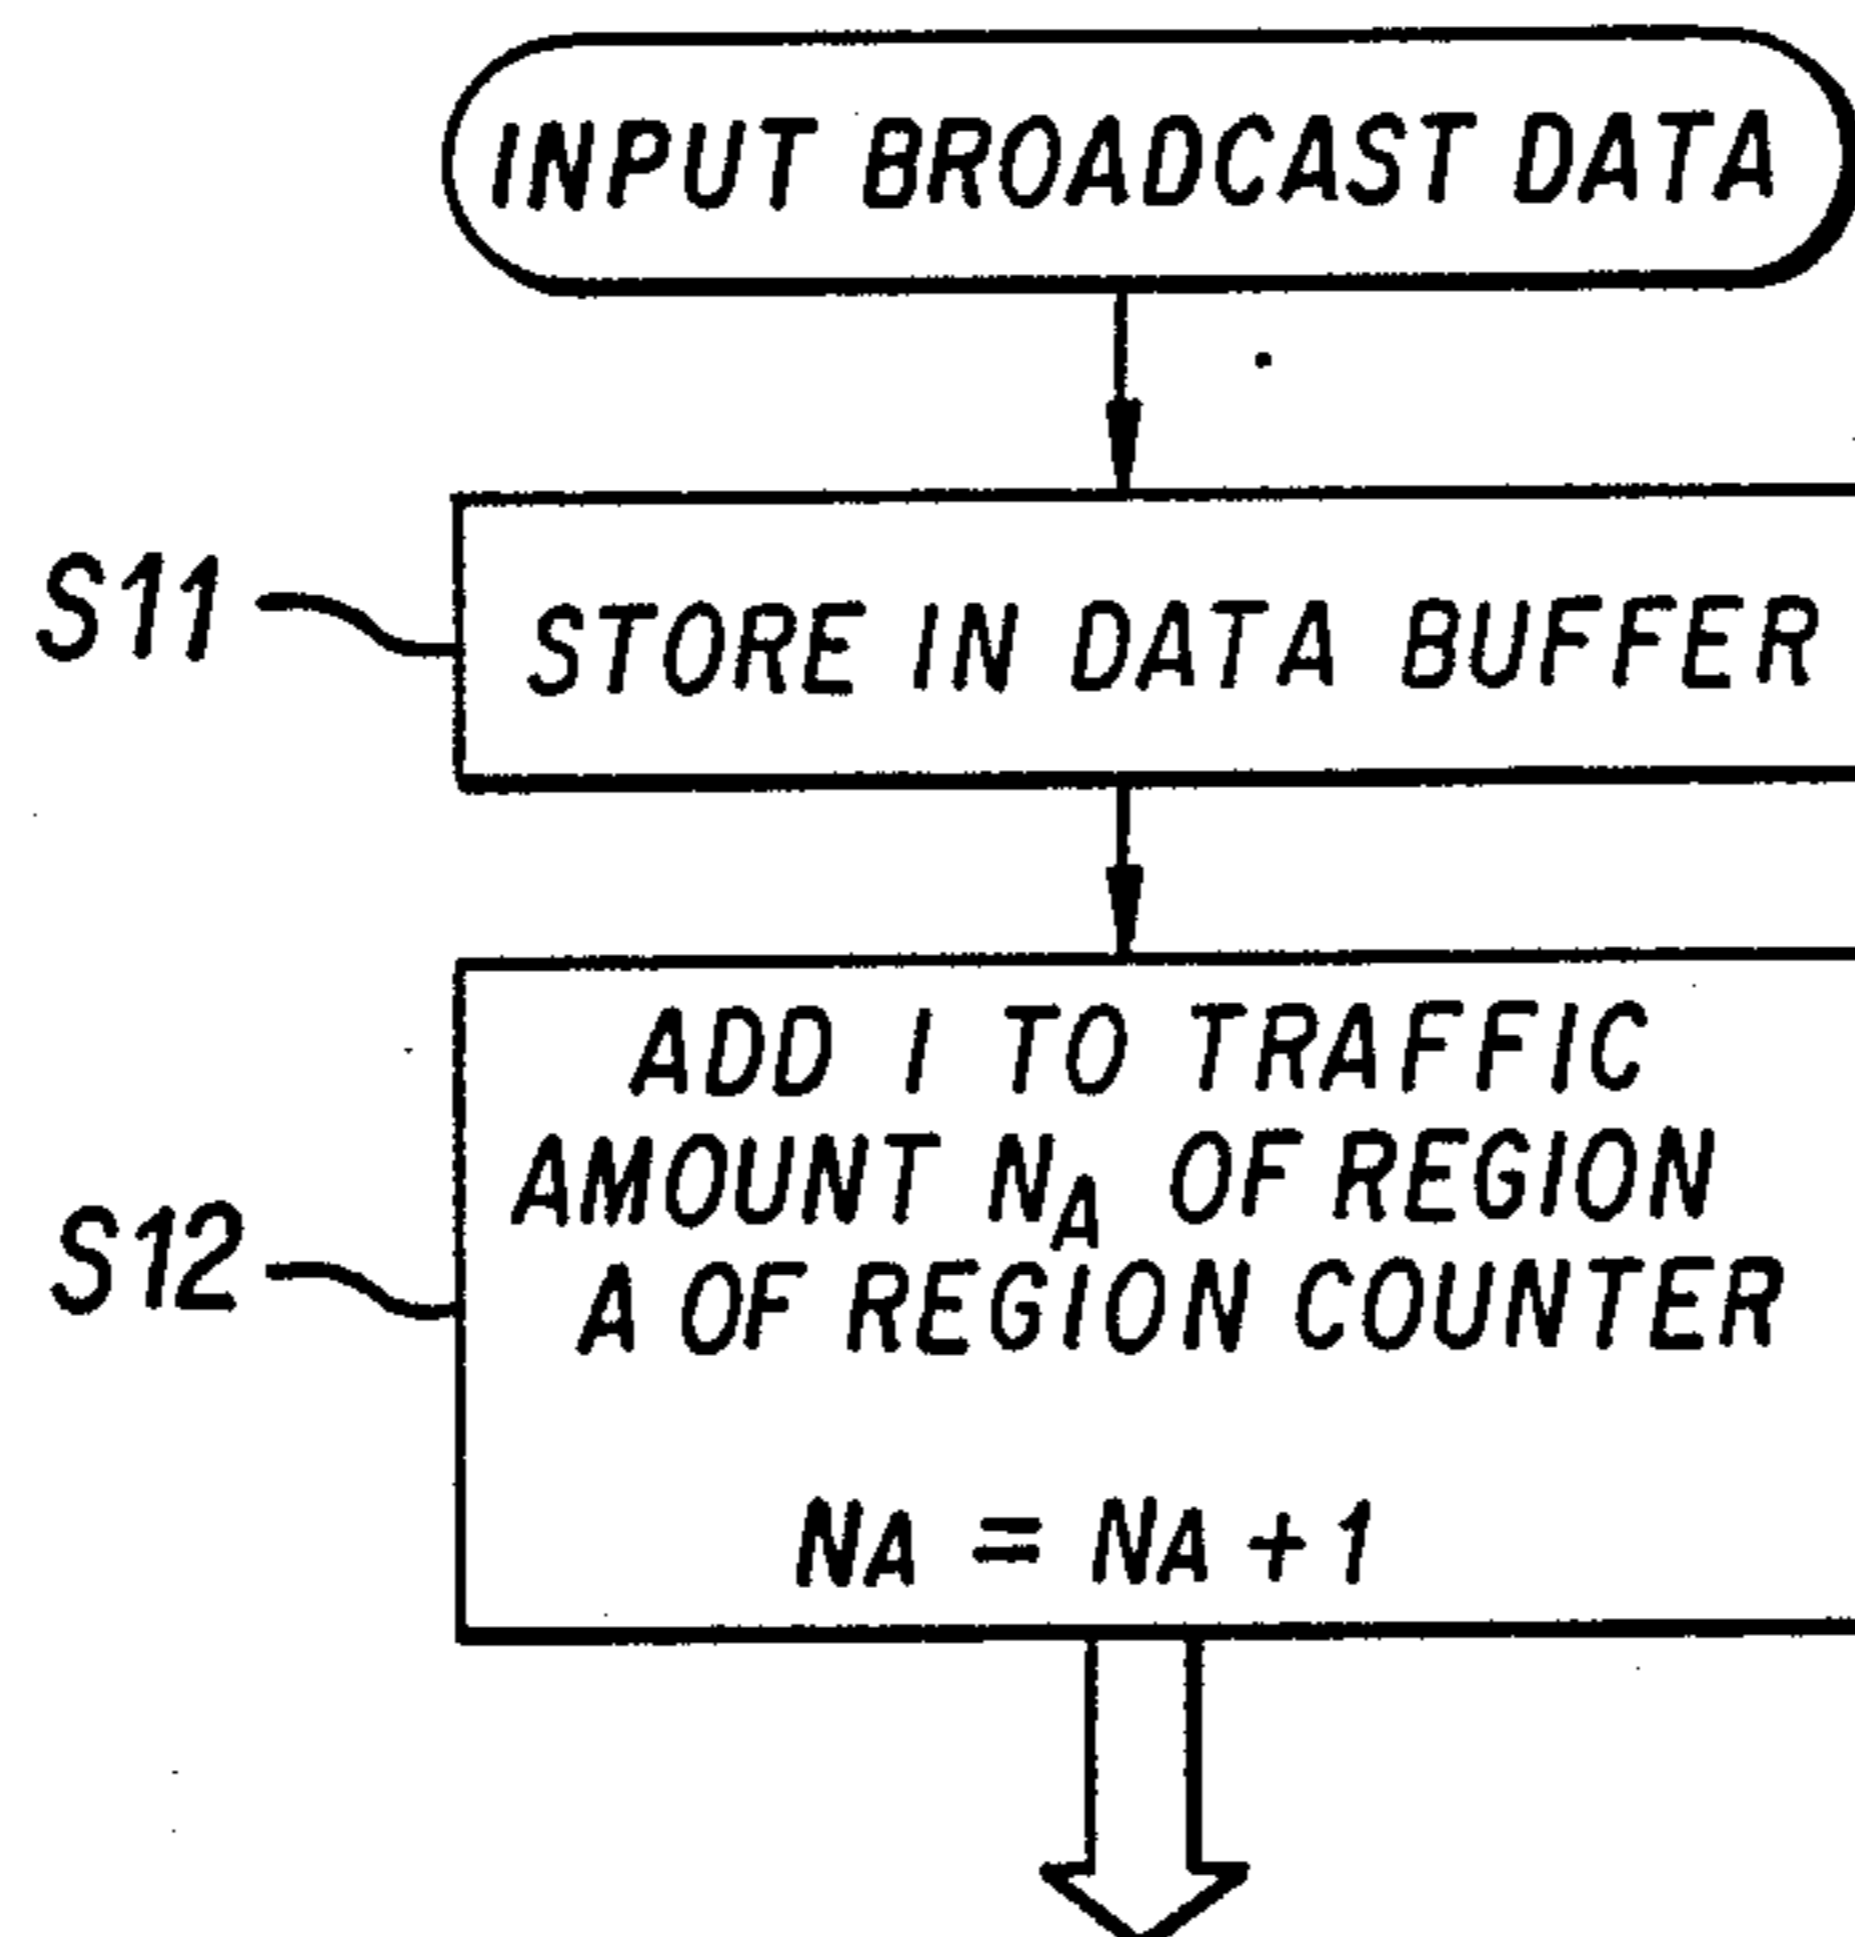 INPUT BROADCAST DATA
S11
STORE IN DATA BUFFER
ADD 1 TO TRAFFIC
AMOUNT NA OF REGION
S12
A OF REGION COUNTER
NA = NA + 1